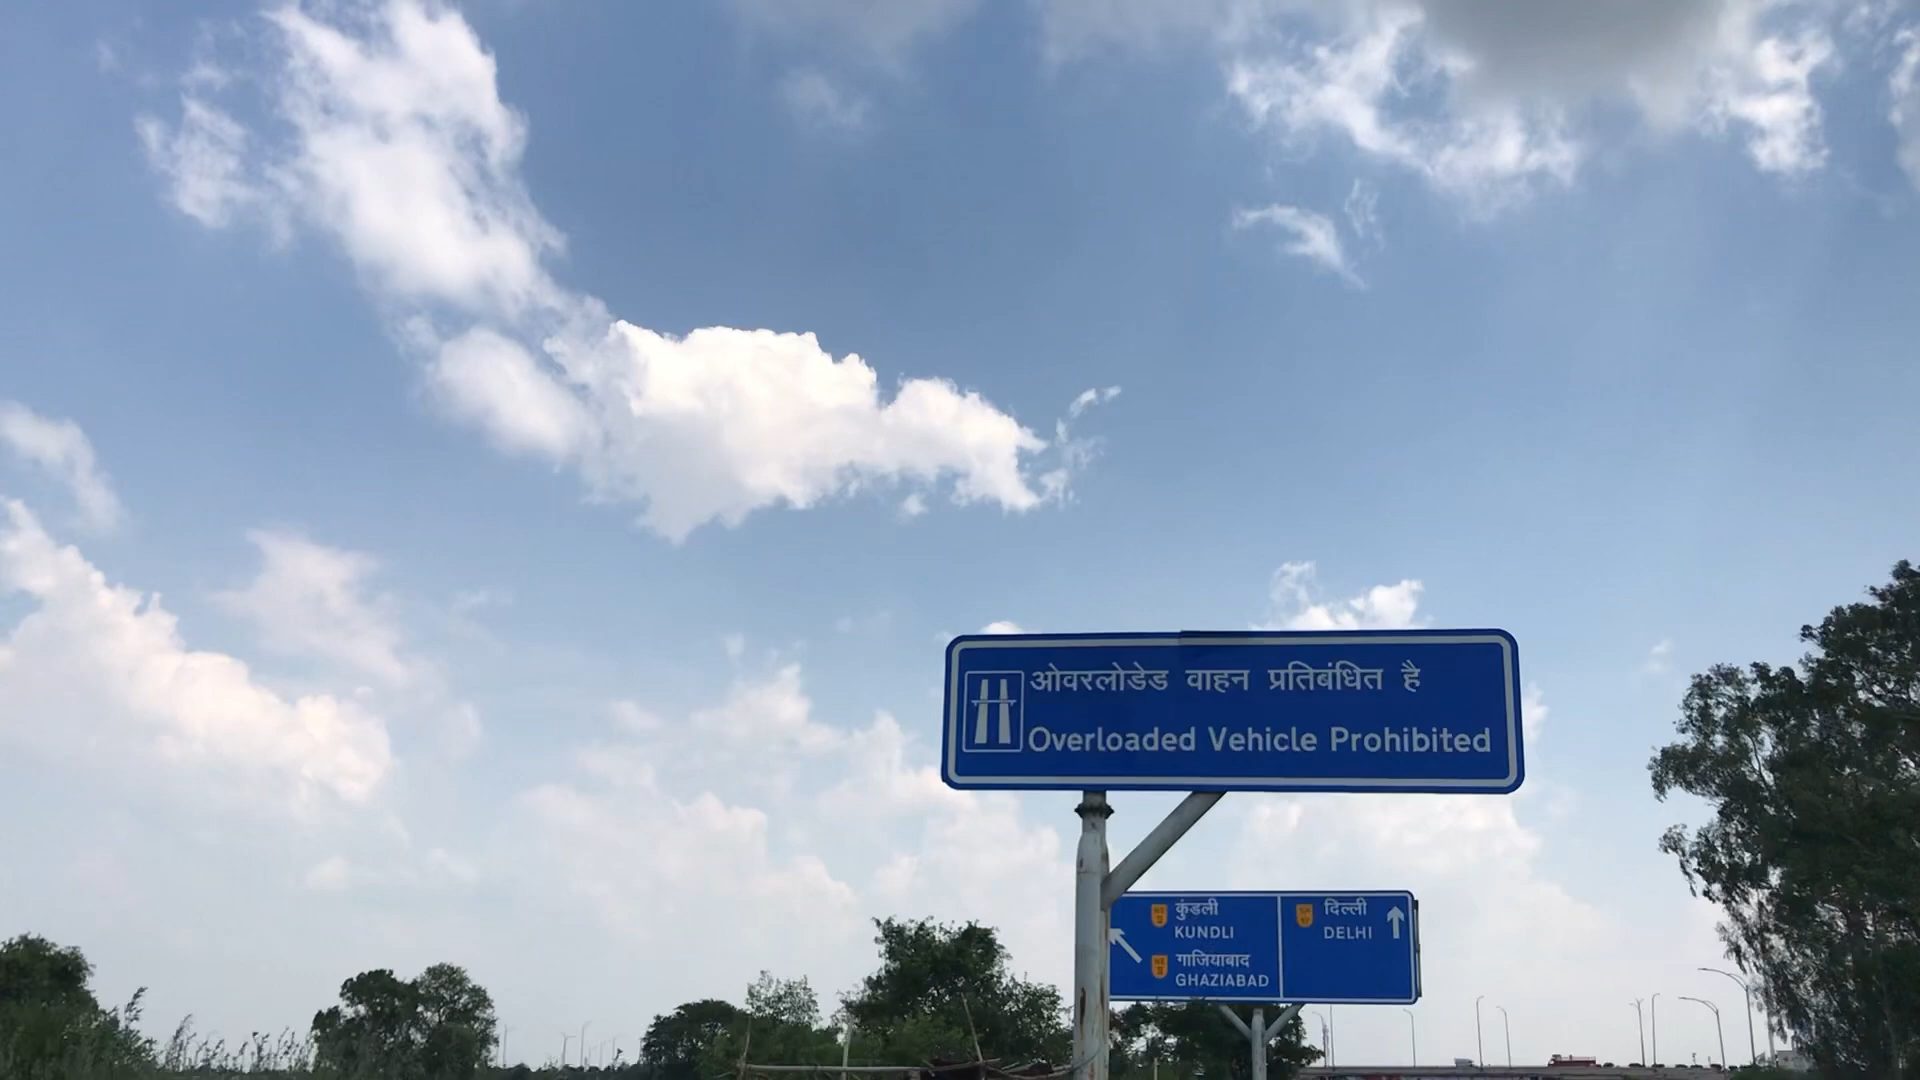 ओवरलोडेड वाहन प्रतिबंधित है
Overloaded Vehicle Prohibited
कुंडली
KUNDLI
गाजियाबाद
GHAZIABAD
दिल्ली
DELHI